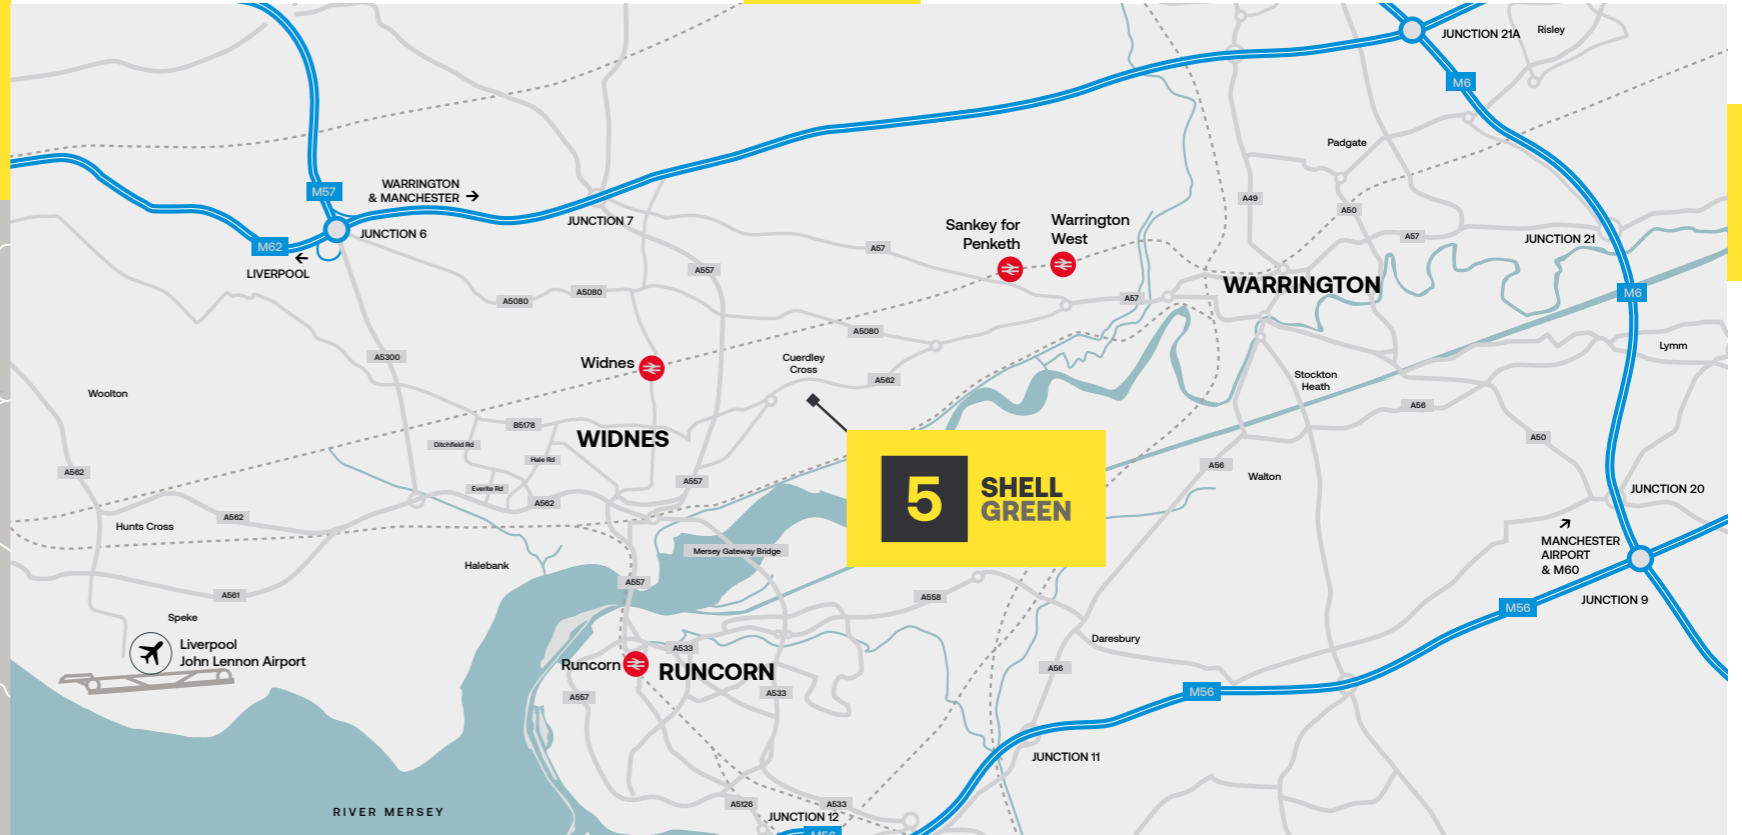 JUNCTION 21A
Risley
M6
Padgate
WARRINGTON
& MANCHESTER →
M57
JUNCTION 7
JUNCTION 6
M62
←
LIVERPOOL
A49
A50
A57
JUNCTION 21
Sankey for
Penketh
Warrington
West
A57
A557
A5080
A5080
A57
WARRINGTON
M6
A5080
A5300
Widnes
Cuerdley
Cross
A562
Lymm
Stockton
Heath
Woolton
A56
B5178
WIDNES
Ditchfield Rd
Hale Rd
A50
A562
Everite Rd
A557
A56
Walton
JUNCTION 20
5
SHELL
GREEN
A562
A562
Hunts Cross
Mersey Gateway Bridge
↗
MANCHESTER
AIRPORT
& M60
Halebank
A557
A561
A558
M56
JUNCTION 9
Speke
Liverpool
John Lennon Airport
A533
Daresbury
Runcorn
RUNCORN
A56
A557
A533
M56
JUNCTION 11
RIVER MERSEY
A5126
A533
JUNCTION 12
M56